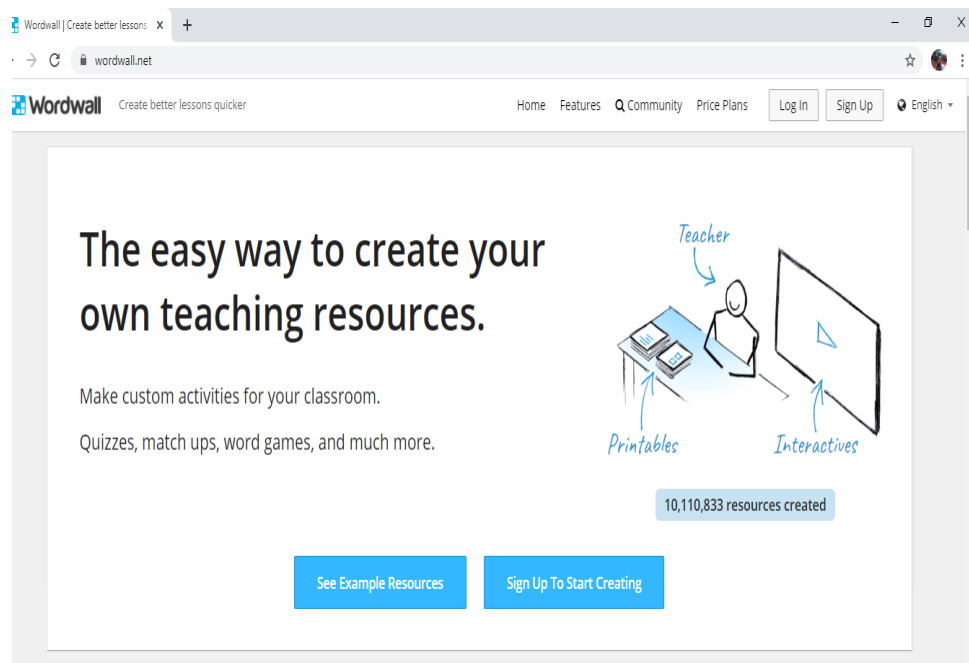 Wordwall | Create better lessons
wordwall.net
Wordwall Create better lessons quicker Home Features Community Price Plans Log In Sign Up English
The easy way to create your
own teaching resources.
Make custom activities for your classroom.
Quizzes, match ups, word games, and much more.
Teacher
Printables
Interactives
10,110,833 resources created
See Example Resources Sign Up To Start Creating